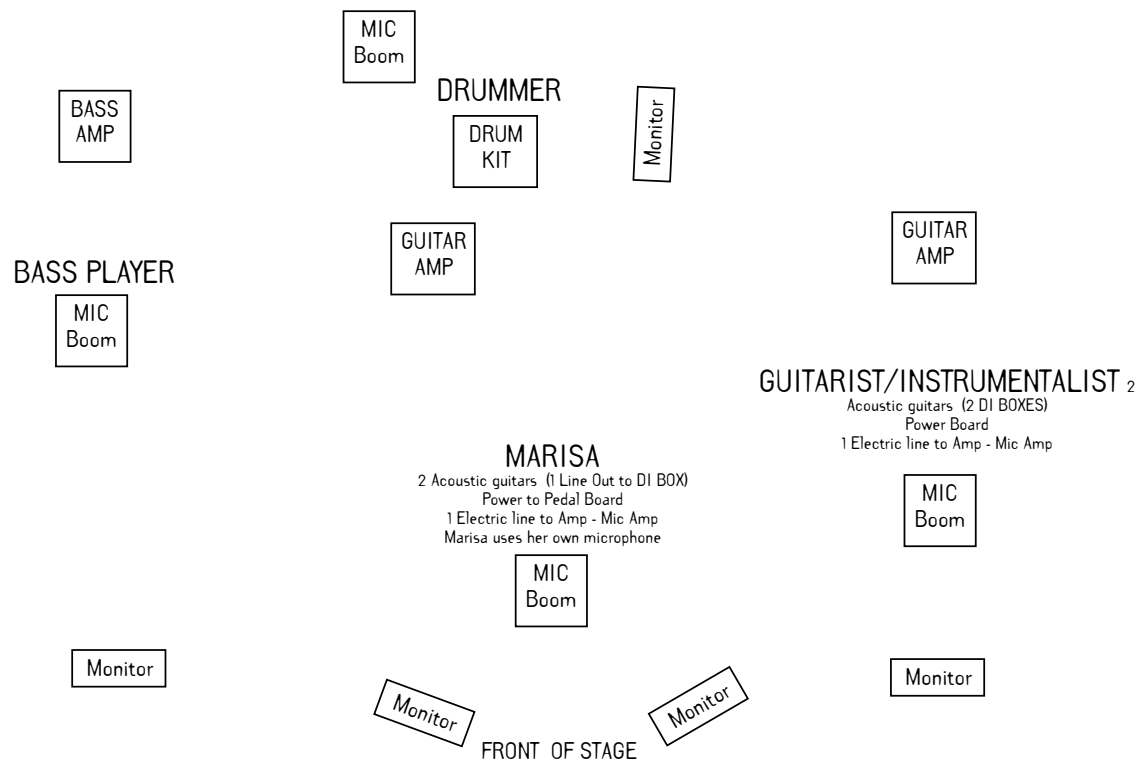 MIC
Boom
DRUMMER
BASS
AMP
DRUM
KIT
Monitor
GUITAR
AMP
GUITAR
AMP
BASS PLAYER
MIC
Boom
GUITARIST/INSTRUMENTALIST 2
Acoustic guitars (2 DI BOXES)
Power Board
1 Electric line to Amp - Mic Amp
MIC
Boom
MARISA
2 Acoustic guitars (1 Line Out to DI BOX)
Power to Pedal Board
1 Electric line to Amp - Mic Amp
Marisa uses her own microphone
MIC
Boom
Monitor
Monitor
Monitor
Monitor
FRONT OF STAGE